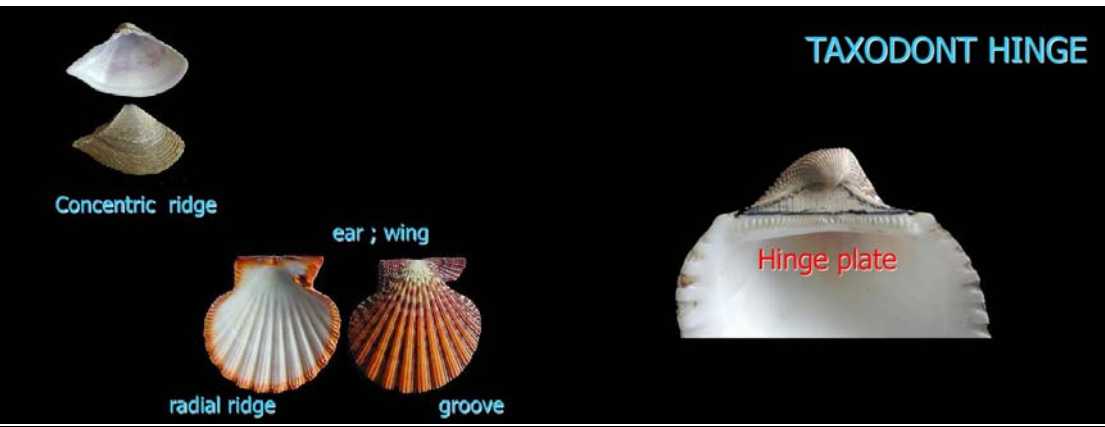 TAXODONT HINGE
Concentric ridge
ear ; wing
Hinge plate
radial ridge
groove